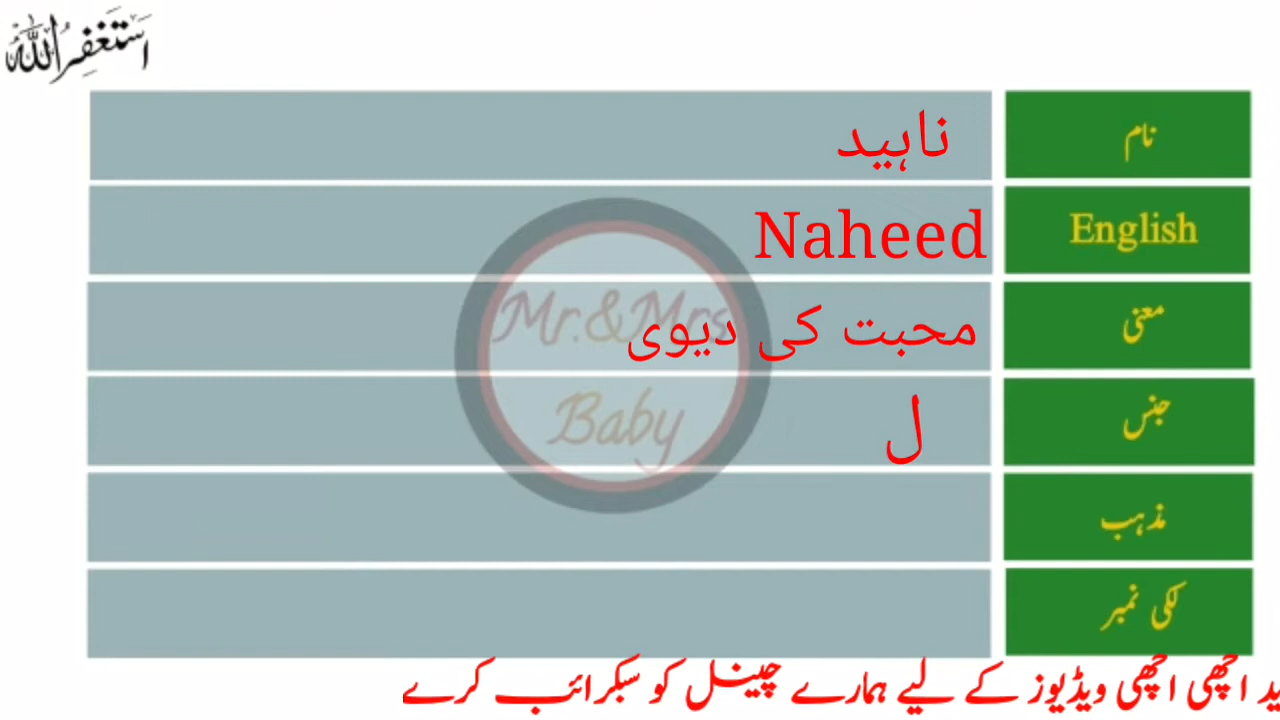 استغفراللہ
نام ناہید
English Naheed
معنی محبت کی دیوی
جنس ل
مذہب
لکی نمبر
Mr.&Mrs
Baby
ید اچھی اچھی ویڈیوز کے لیے ہمارے چینل کو سبکرائب کرے